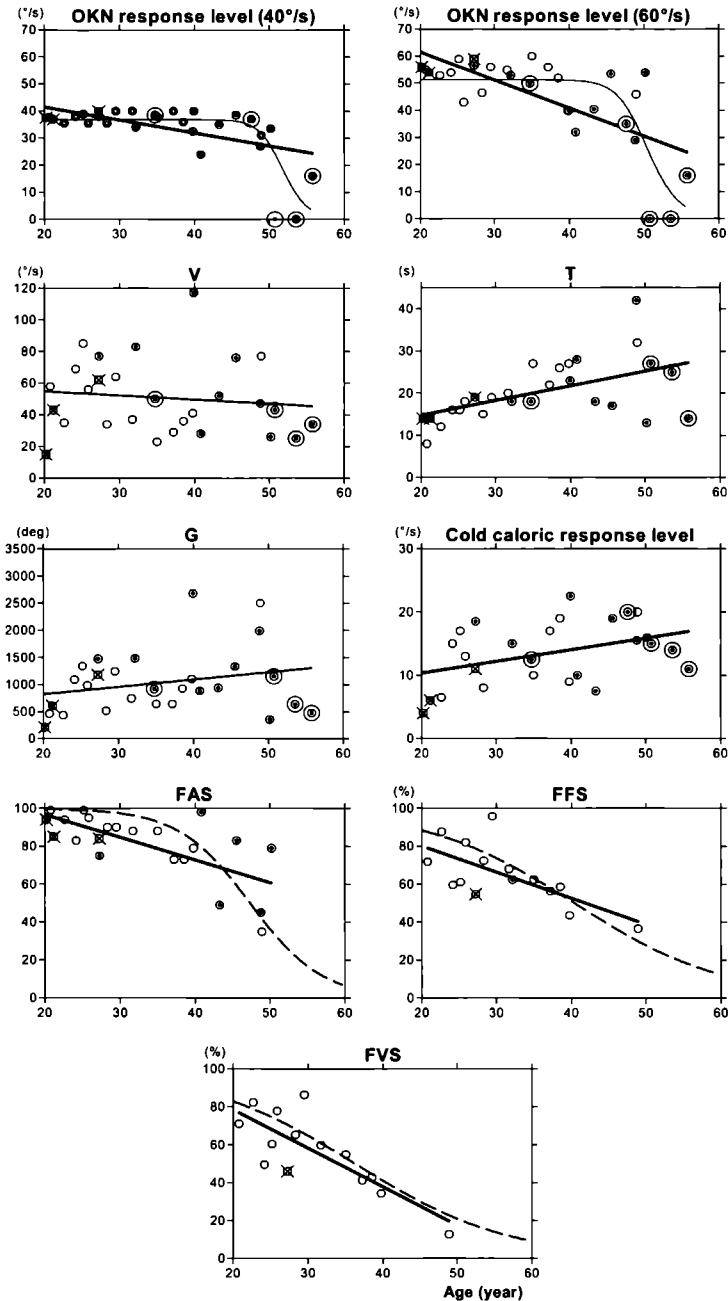 OKN response level (40°/s) OKN response level (60°/s)
(°/s) (°/s)
70 70
60 60
50 50
40 40
30 30
20 20
10 10
0 0
20 30 40 50 60 20 30 40 50 60
V T
(°/s) (s)
120
100 40
80 30
60
40 20
20 10
0 0
20 30 40 50 60 20 30 40 50 60
G Cold caloric response level
(deg) (°/s)
3500 30
3000
2500
2000 20
1500
1000 10
500
0 0
20 30 40 50 60 20 30 40 50 60
FAS FFS
(%) (%)
100 100
80 80
60 60
40 40
20 20
0 0
20 30 40 50 60 20 30 40 50 60
FVS
(%)
100
80
60
40
20
0
20 30 40 50 60
Age (year)